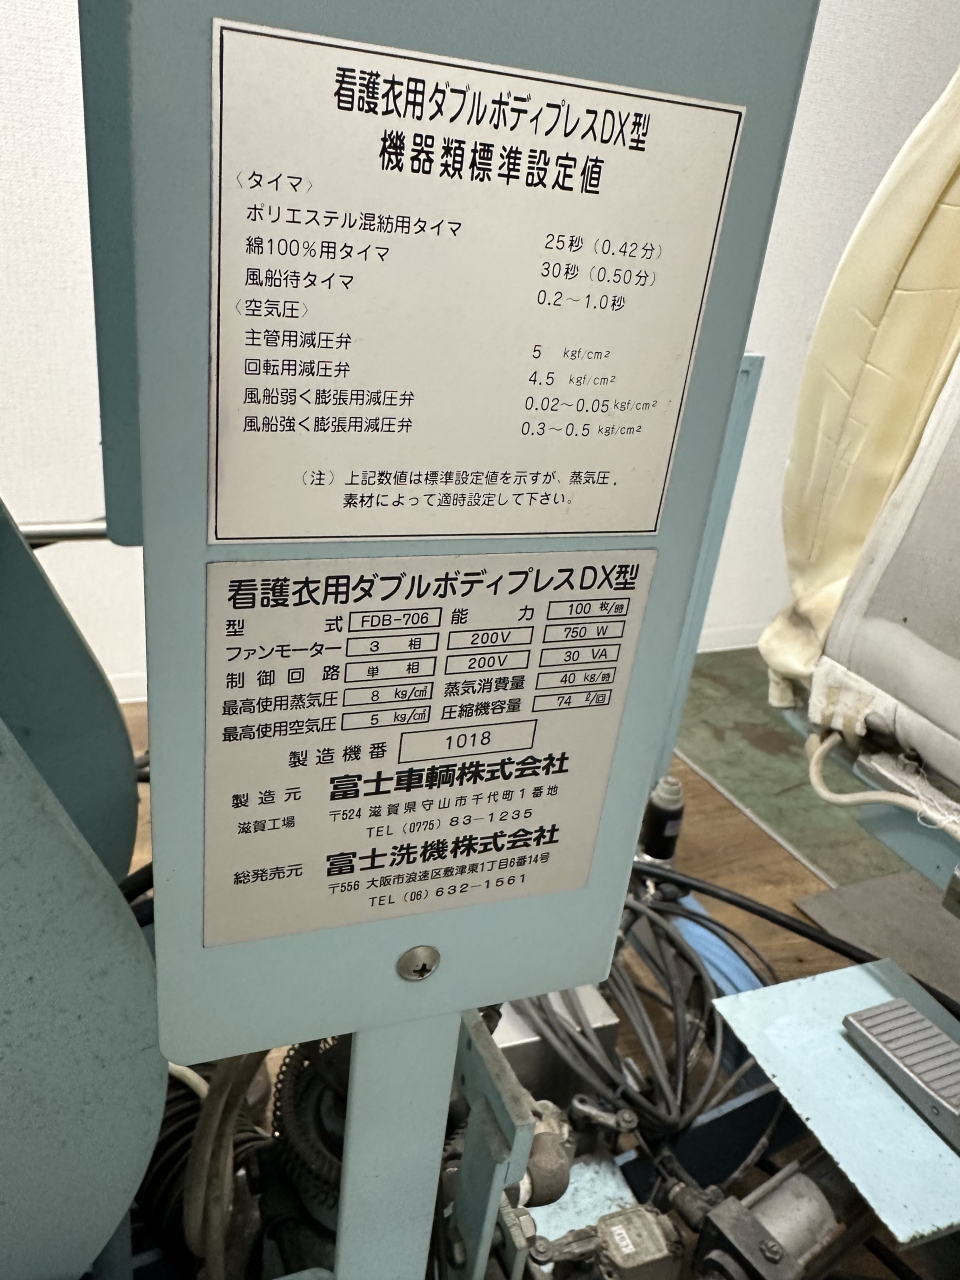 看護衣用ダブルボディプレスDX型
機器類標準設定値
〈タイマ〉
ポリエステル混紡用タイマ 25秒（0.42分）
綿100％用タイマ 30秒（0.50分）
風船待タイマ 0.2～1.0秒
〈空気圧〉
主管用減圧弁 5 kgf/cm²
回転用減圧弁 4.5 kgf/cm²
風船弱く膨張用減圧弁 0.02～0.05 kgf/cm²
風船強く膨張用減圧弁 0.3～0.5 kgf/cm²
（注）上記数値は標準設定値を示すが、蒸気圧，
素材によって適時設定して下さい。
看護衣用ダブルボディプレスDX型
型式 FDB-706 能力 100 枚/時
ファンモーター 3相 200V 750 W
制御回路 単相 200V 30 VA
最高使用蒸気圧 8 kg/c㎡ 蒸気消費量 40 kg/時
最高使用空気圧 5 kg/c㎡ 圧縮機容量 74 ℓ/回
製造機番 1018
製造元 富士車輌株式会社
滋賀工場 〒524 滋賀県守山市千代町1番地
TEL（0775）83-1235
総発売元 富士洗機株式会社
〒556 大阪市浪速区敷津東1丁目6番14号
TEL（06）632-1561